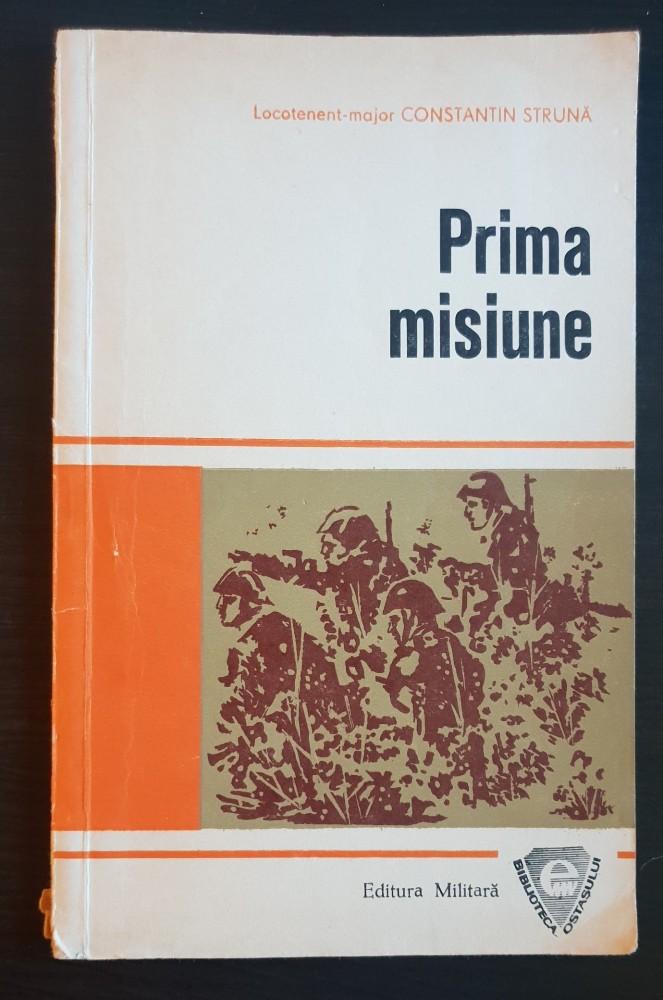 Locotenent-major CONSTANTIN STRUNĂ
Prima
misiune
Editura Militară
BIBLIOTECA OSTAȘULUI